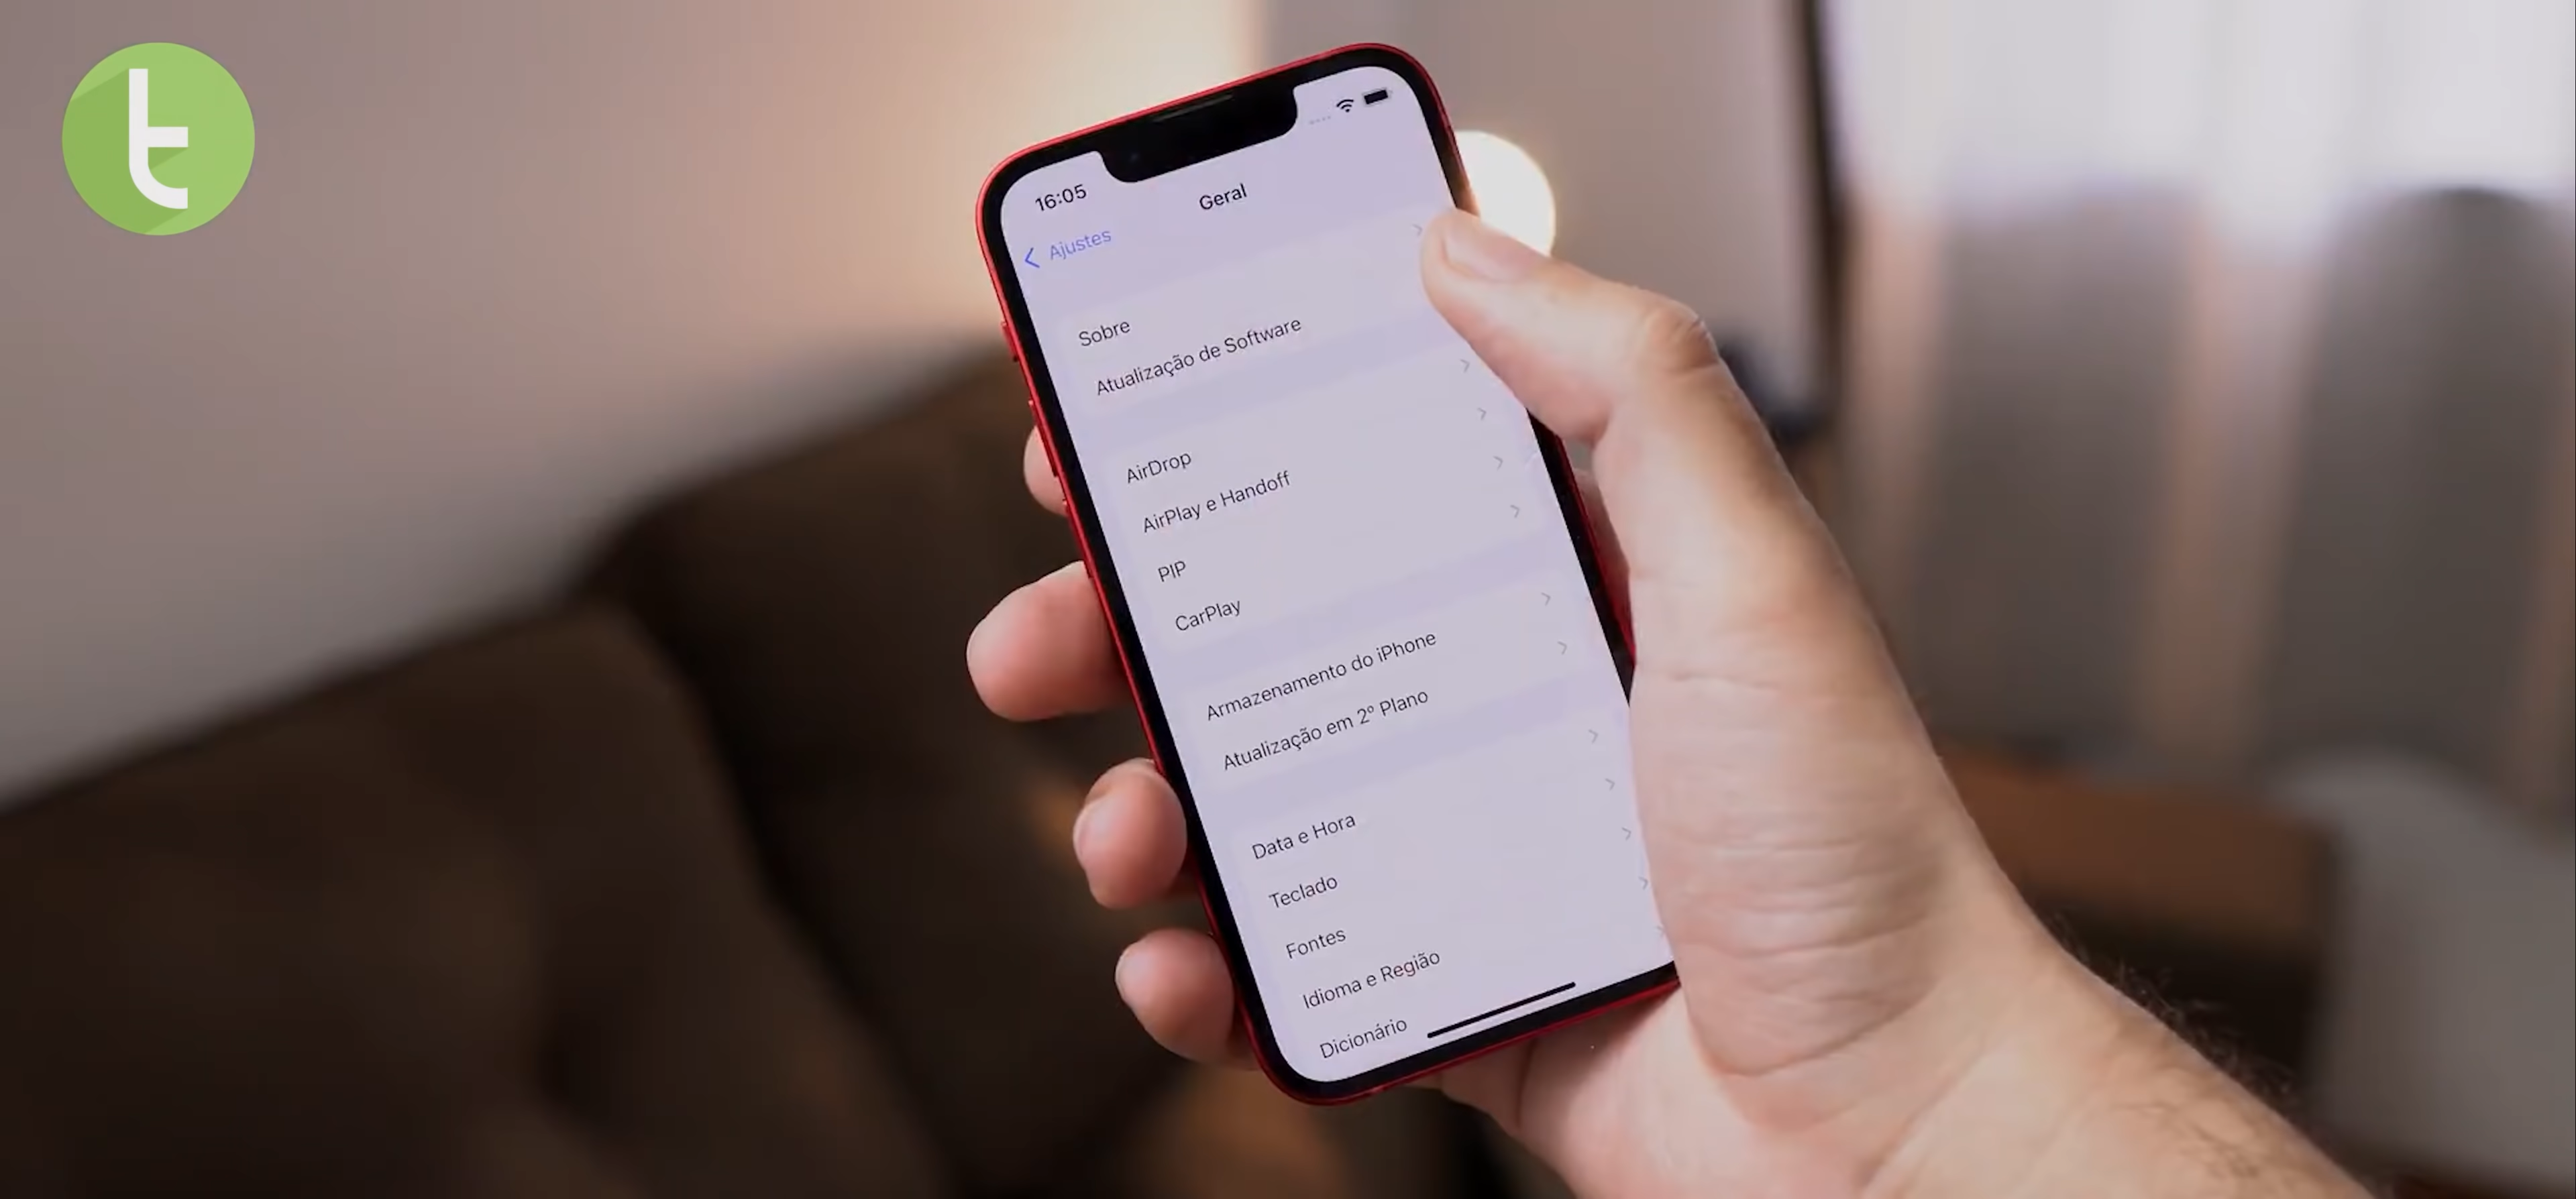 t
16:05
Geral
Ajustes
Sobre
Atualização de Software
AirDrop
AirPlay e Handoff
PIP
CarPlay
Armazenamento do iPhone
Atualização em 2º Plano
Data e Hora
Teclado
Fontes
Idioma e Região
Dicionário